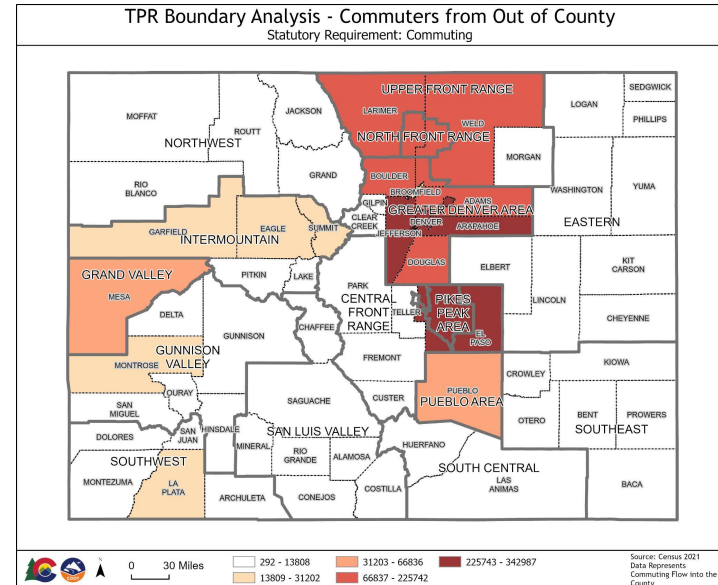 TPR Boundary Analysis - Commuters from Out of County
Statutory Requirement: Commuting
UPPER FRONT RANGE
SEDGWICK
LOGAN
JACKSON
LARIMER
MOFFAT
PHILLIPS
WELD
ROUTT
NORTH FRONT RANGE
NORTHWEST
MORGAN
GRAND
BOULDER
RIO
BLANCO
WASHINGTON
YUMA
BROOMFIELD
GILPIN
ADAMS
GREATER DENVER AREA
CLEAR
CREEK
DENVER
EASTERN
GARFIELD
EAGLE
SUMMIT
ARAPAHOE
JEFFERSON
INTERMOUNTAIN
DOUGLAS
ELBERT
KIT
CARSON
GRAND VALLEY
PITKIN
LAKE
MESA
PARK
LINCOLN
CENTRAL
FRONT
RANGE
TELLER
PIKES
PEAK
AREA
DELTA
CHEYENNE
CHAFFEE
EL
PASO
GUNNISON
GUNNISON
VALLEY
MONTROSE
FREMONT
KIOWA
CROWLEY
OURAY
PUEBLO
PUEBLO AREA
SAN
MIGUEL
SAGUACHE
CUSTER
OTERO
BENT
PROWERS
DOLORES
SAN
JUAN
HINSDALE
SAN LUIS VALLEY
SOUTHEAST
MINERAL
RIO
GRANDE
ALAMOSA
HUERFANO
SOUTHWEST
SOUTH CENTRAL
MONTEZUMA
LA
PLATA
LAS
ANIMAS
BACA
ARCHULETA
CONEJOS
COSTILLA
0 30 Miles
292 - 13808
13809 - 31202
31203 - 66836
66837 - 225742
225743 - 342987
Source: Census 2021
Data Represents
Commuting Flow into the
County
CDOT